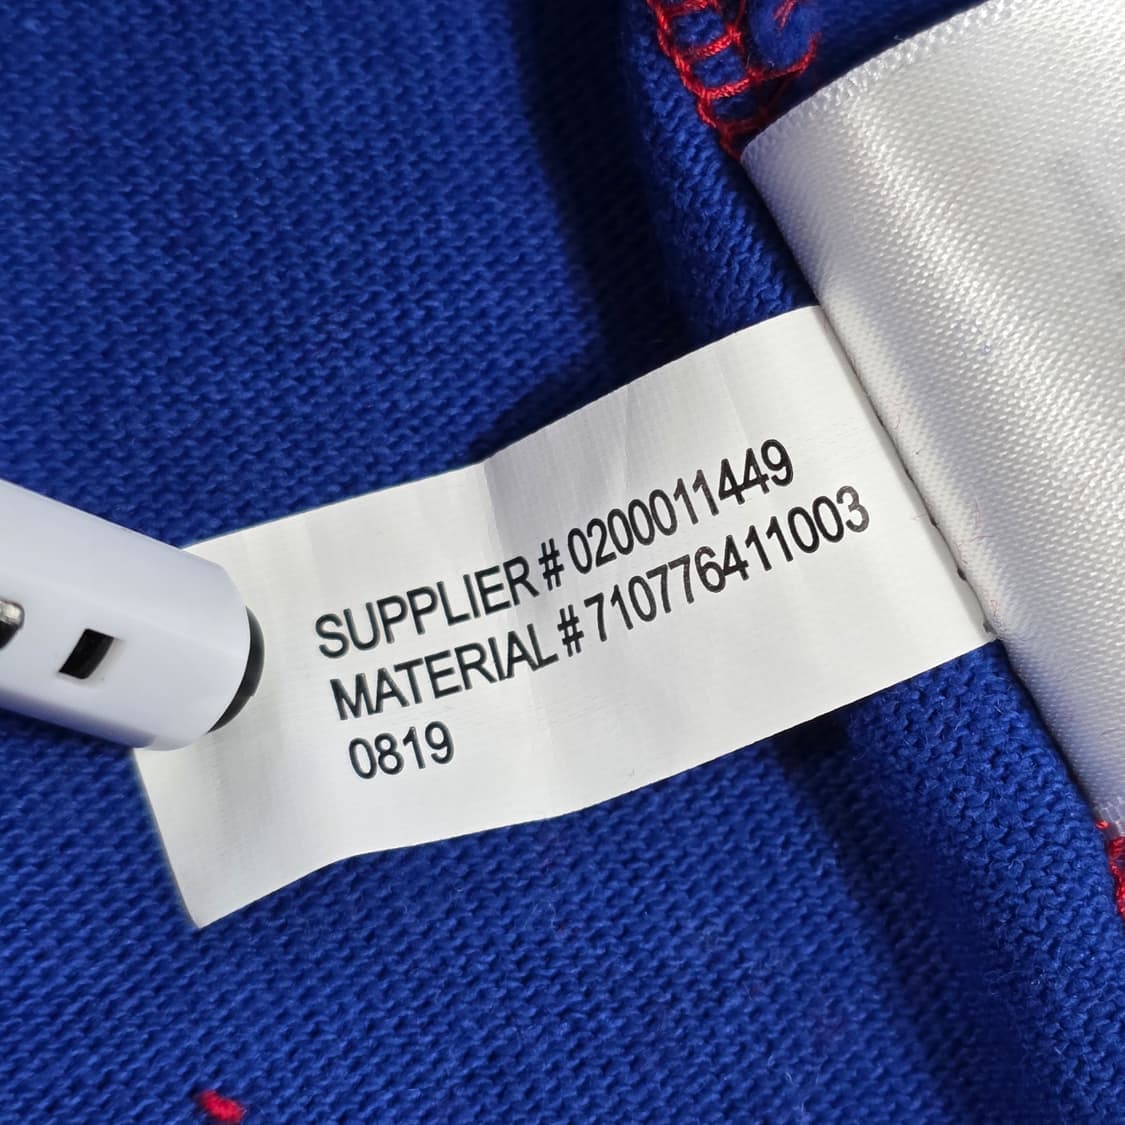 SUPPLIER # 0200011449
MATERIAL # 710776411003
0819